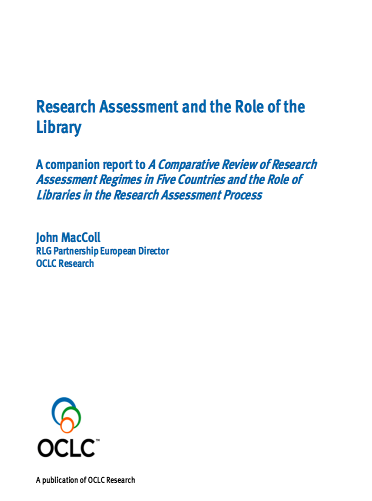 Research Assessment and the Role of the
Library
A companion report to A Comparative Review of Research
Assessment Regimes in Five Countries and the Role of
Libraries in the Research Assessment Process
John MacColl
RLG Partnership European Director
OCLC Research
OCLC™
A publication of OCLC Research